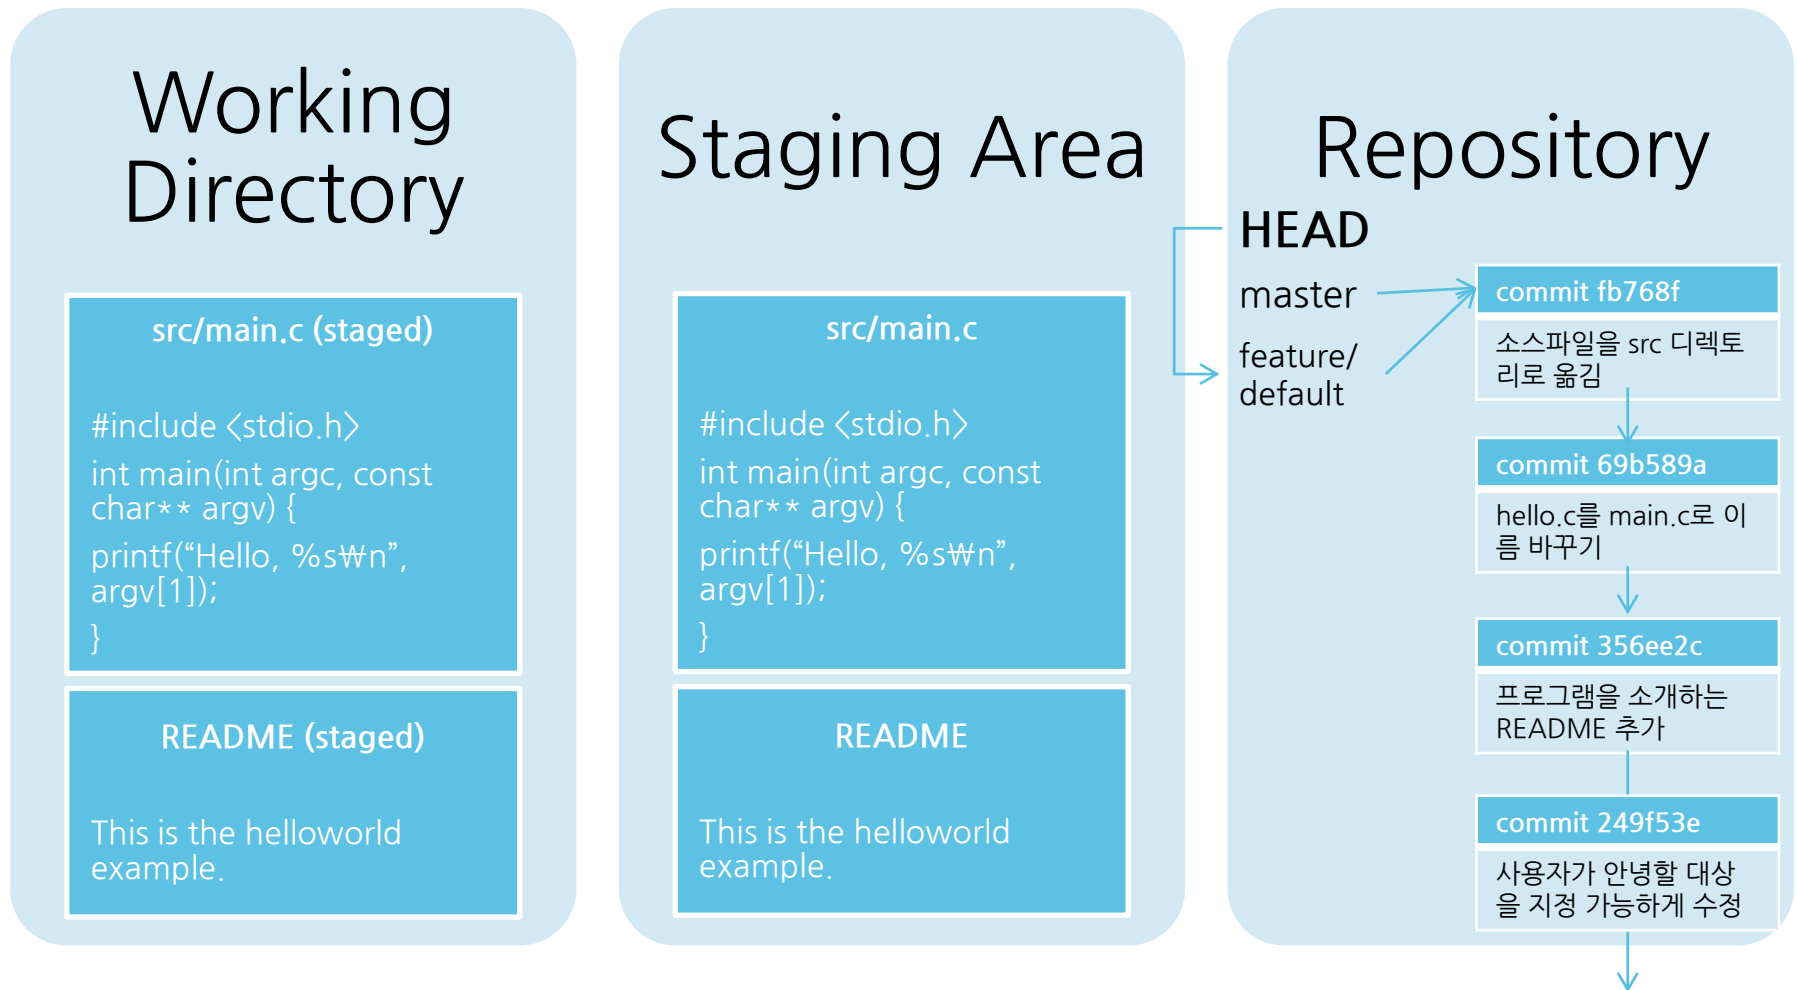 Working
Directory
src/main.c (staged)
#include <stdio.h>
int main(int argc, const
char** argv) {
printf(“Hello, %s₩n”,
argv[1]);
}
README (staged)
This is the helloworld
example.
Staging Area
src/main.c
#include <stdio.h>
int main(int argc, const
char** argv) {
printf(“Hello, %s₩n”,
argv[1]);
}
README
This is the helloworld
example.
Repository
HEAD
master
feature/
default
commit fb768f
소스파일을 src 디렉토
리로 옮김
commit 69b589a
hello.c를 main.c로 이
름 바꾸기
commit 356ee2c
프로그램을 소개하는
README 추가
commit 249f53e
사용자가 안녕할 대상
을 지정 가능하게 수정